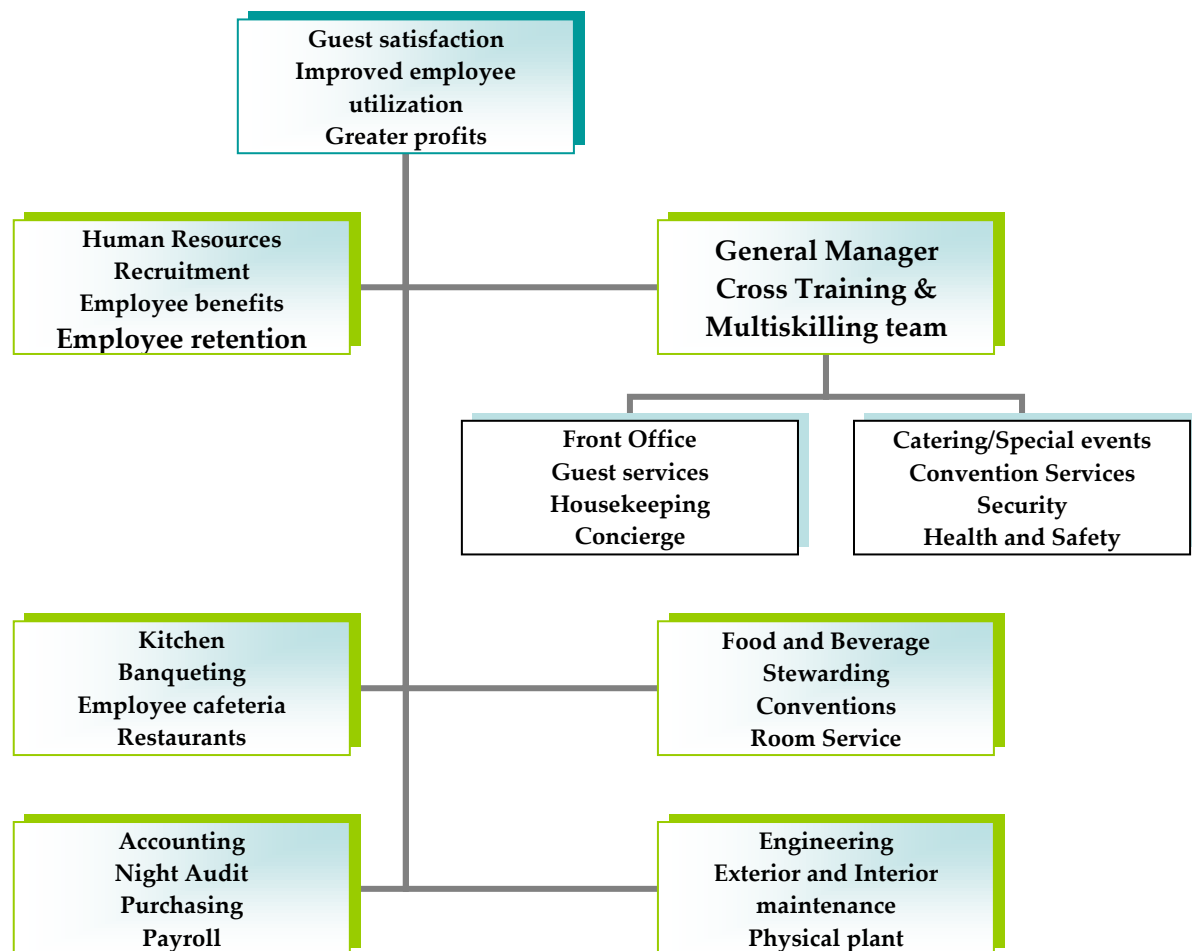 Guest satisfaction
Improved employee
utilization
Greater profits
Human Resources
Recruitment
Employee benefits
Employee retention
General Manager
Cross Training &
Multiskilling team
Front Office
Guest services
Housekeeping
Concierge
Catering/Special events
Convention Services
Security
Health and Safety
Kitchen
Banqueting
Employee cafeteria
Restaurants
Food and Beverage
Stewarding
Conventions
Room Service
Accounting
Night Audit
Purchasing
Payroll
Engineering
Exterior and Interior
maintenance
Physical plant